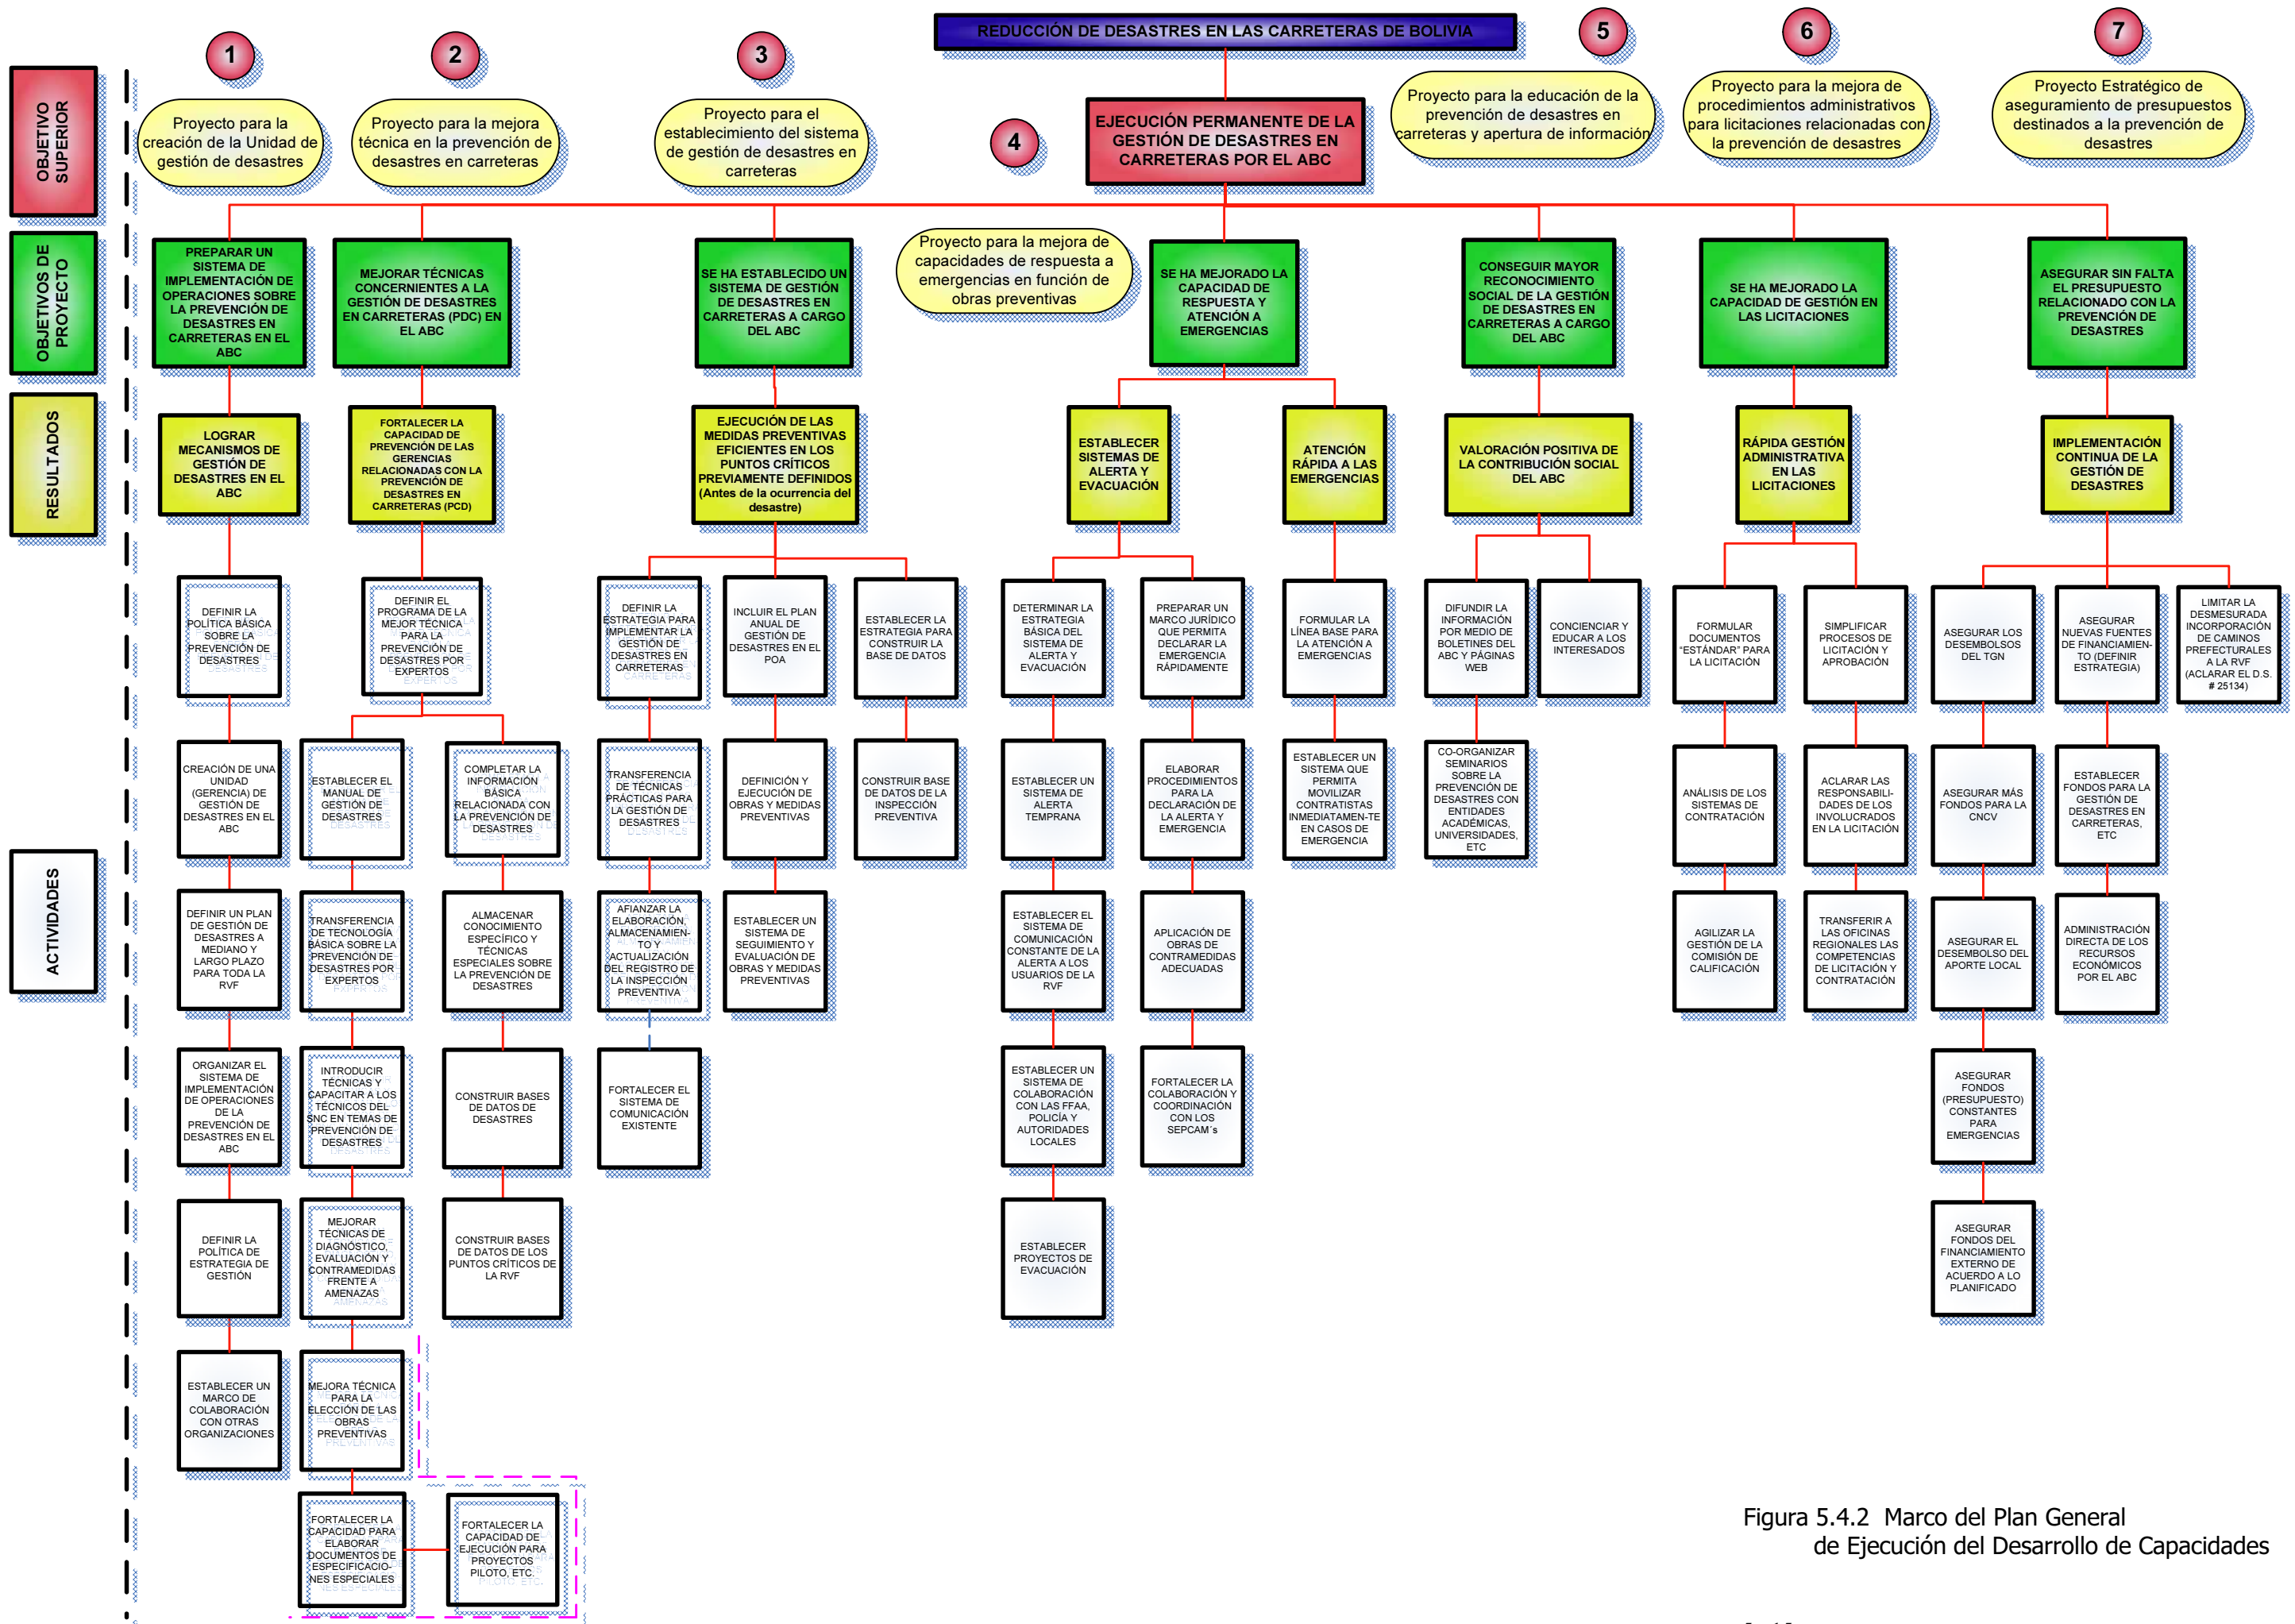 REDUCCIÓN DE DESASTRES EN LAS CARRETERAS DE BOLIVIA
1
2
3
5
6
7
Proyecto para la
creación de la Unidad de
gestión de desastres
Proyecto para la mejora
técnica en la prevención de
desastres en carreteras
Proyecto para el
establecimiento del sistema
de gestión de desastres en
carreteras
4
EJECUCIÓN PERMANENTE DE LA
GESTIÓN DE DESASTRES EN
CARRETERAS POR EL ABC
Proyecto para la educación de la
prevención de desastres en
carreteras y apertura de información
Proyecto para la mejora de
procedimientos administrativos
para licitaciones relacionadas con
la prevención de desastres
Proyecto Estratégico de
aseguramiento de presupuestos
destinados a la prevención de
desastres
OBJETIVO
SUPERIOR
OBJETIVOS DE
PROYECTO
PREPARAR UN
SISTEMA DE
IMPLEMENTACIÓN DE
OPERACIONES SOBRE
LA PREVENCIÓN DE
DESASTRES EN
CARRETERAS EN EL
ABC
MEJORAR TÉCNICAS
CONCERNIENTES A LA
GESTIÓN DE DESASTRES
EN CARRETERAS (PDC) EN
EL ABC
SE HA ESTABLECIDO UN
SISTEMA DE GESTIÓN
DE DESASTRES EN
CARRETERAS A CARGO
DEL ABC
Proyecto para la mejora de
capacidades de respuesta a
emergencias en función de
obras preventivas
SE HA MEJORADO LA
CAPACIDAD DE
RESPUESTA Y
ATENCIÓN A
EMERGENCIAS
CONSEGUIR MAYOR
RECONOCIMIENTO
SOCIAL DE LA GESTIÓN
DE DESASTRES EN
CARRETERAS A CARGO
DEL ABC
SE HA MEJORADO LA
CAPACIDAD DE GESTIÓN EN
LAS LICITACIONES
ASEGURAR SIN FALTA
EL PRESUPUESTO
RELACIONADO CON LA
PREVENCIÓN DE
DESASTRES
RESULTADOS
LOGRAR
MECANISMOS DE
GESTIÓN DE
DESASTRES EN EL
ABC
FORTALECER LA
CAPACIDAD DE
PREVENCIÓN DE LAS
GERENCIAS
RELACIONADAS CON LA
PREVENCIÓN DE
DESASTRES EN
CARRETERAS (PCD)
EJECUCIÓN DE LAS
MEDIDAS PREVENTIVAS
EFICIENTES EN LOS
PUNTOS CRÍTICOS
PREVIAMENTE DEFINIDOS
(Antes de la ocurrencia del
desastre)
ESTABLECER
SISTEMAS DE
ALERTA Y
EVACUACIÓN
ATENCIÓN
RÁPIDA A LAS
EMERGENCIAS
VALORACIÓN POSITIVA DE
LA CONTRIBUCIÓN SOCIAL
DEL ABC
RÁPIDA GESTIÓN
ADMINISTRATIVA
EN LAS
LICITACIONES
IMPLEMENTACIÓN
CONTINUA DE LA
GESTIÓN DE
DESASTRES
ACTIVIDADES
DEFINIR LA
POLÍTICA BÁSICA
SOBRE LA
PREVENCIÓN DE
DESASTRES
DEFINIR EL
PROGRAMA DE LA
MEJOR TÉCNICA
PARA LA
PREVENCIÓN DE
DESASTRES POR
EXPERTOS
DEFINIR LA
ESTRATEGIA PARA
IMPLEMENTAR LA
GESTIÓN DE
DESASTRES EN
CARRETERAS
INCLUIR EL PLAN
ANUAL DE
GESTIÓN DE
DESASTRES EN EL
POA
ESTABLECER LA
ESTRATEGIA PARA
CONSTRUIR LA
BASE DE DATOS
DETERMINAR LA
ESTRATEGIA
BÁSICA DEL
SISTEMA DE
ALERTA Y
EVACUACIÓN
PREPARAR UN
MARCO JURÍDICO
QUE PERMITA
DECLARAR LA
EMERGENCIA
RÁPIDAMENTE
FORMULAR LA
LÍNEA BASE PARA
LA ATENCIÓN A
EMERGENCIAS
DIFUNDIR LA
INFORMACIÓN
POR MEDIO DE
BOLETINES DEL
ABC Y PÁGINAS
WEB
CONCIENCIAR Y
EDUCAR A LOS
INTERESADOS
FORMULAR
DOCUMENTOS
"ESTÁNDAR" PARA
LA LICITACIÓN
SIMPLIFICAR
PROCESOS DE
LICITACIÓN Y
APROBACIÓN
ASEGURAR LOS
DESEMBOLSOS
DEL TGN
ASEGURAR
NUEVAS FUENTES
DE FINANCIAMIEN-
TO (DEFINIR
ESTRATEGIA)
LIMITAR LA
DESMESURADA
INCORPORACIÓN
DE CAMINOS
PREFECTURALES
A LA RVF
(ACLARAR EL D.S.
# 25134)
CREACIÓN DE UNA
UNIDAD
(GERENCIA) DE
GESTIÓN DE
DESASTRES EN EL
ABC
ESTABLECER EL
MANUAL DE
GESTIÓN DE
DESASTRES
COMPLETAR LA
INFORMACIÓN
BÁSICA
RELACIONADA CON
LA PREVENCIÓN DE
DESASTRES
TRANSFERENCIA
DE TÉCNICAS
PRÁCTICAS PARA
LA GESTIÓN DE
DESASTRES
DEFINICIÓN Y
EJECUCIÓN DE
OBRAS Y MEDIDAS
PREVENTIVAS
CONSTRUIR BASE
DE DATOS DE LA
INSPECCIÓN
PREVENTIVA
ESTABLECER UN
SISTEMA DE
ALERTA
TEMPRANA
ELABORAR
PROCEDIMIENTOS
PARA LA
DECLARACIÓN DE
LA ALERTA Y
EMERGENCIA
ESTABLECER UN
SISTEMA QUE
PERMITA
MOVILIZAR
CONTRATISTAS
INMEDIATAMEN-TE
EN CASOS DE
EMERGENCIA
CO-ORGANIZAR
SEMINARIOS
SOBRE LA
PREVENCIÓN DE
DESASTRES CON
ENTIDADES
ACADÉMICAS,
UNIVERSIDADES,
ETC
ANÁLISIS DE LOS
SISTEMAS DE
CONTRATACIÓN
ACLARAR LAS
RESPONSABILI-
DADES DE LOS
INVOLUCRADOS
EN LA LICITACIÓN
ASEGURAR MÁS
FONDOS PARA LA
CNCV
ESTABLECER
FONDOS PARA LA
GESTIÓN DE
DESASTRES EN
CARRETERAS,
ETC
DEFINIR UN PLAN
DE GESTIÓN DE
DESASTRES A
MEDIANO Y
LARGO PLAZO
PARA TODA LA
RVF
TRANSFERENCIA
DE TECNOLOGÍA
BÁSICA SOBRE LA
PREVENCIÓN DE
DESASTRES POR
EXPERTOS
ALMACENAR
CONOCIMIENTO
ESPECÍFICO Y
TÉCNICAS
ESPECIALES SOBRE
LA PREVENCIÓN DE
DESASTRES
AFIANZAR LA
ELABORACIÓN,
ALMACENAMIEN-
TO Y
ACTUALIZACIÓN
DEL REGISTRO DE
LA INSPECCIÓN
PREVENTIVA
ESTABLECER UN
SISTEMA DE
SEGUIMIENTO Y
EVALUACIÓN DE
OBRAS Y MEDIDAS
PREVENTIVAS
ESTABLECER EL
SISTEMA DE
COMUNICACIÓN
CONSTANTE DE LA
ALERTA A LOS
USUARIOS DE LA
RVF
APLICACIÓN DE
OBRAS DE
CONTRAMEDIDAS
ADECUADAS
AGILIZAR LA
GESTIÓN DE LA
COMISIÓN DE
CALIFICACIÓN
TRANSFERIR A
LAS OFICINAS
REGIONALES LAS
COMPETENCIAS
DE LICITACIÓN Y
CONTRATACIÓN
ASEGURAR EL
DESEMBOLSO DEL
APORTE LOCAL
ADMINISTRACIÓN
DIRECTA DE LOS
RECURSOS
ECONÓMICOS
POR EL ABC
ORGANIZAR EL
SISTEMA DE
IMPLEMENTACIÓN
DE OPERACIONES
DE LA
PREVENCIÓN DE
DESASTRES EN EL
ABC
INTRODUCIR
TÉCNICAS Y
CAPACITAR A LOS
TÉCNICOS DEL
SNC EN TEMAS DE
PREVENCIÓN DE
DESASTRES
CONSTRUIR BASES
DE DATOS DE
DESASTRES
FORTALECER EL
SISTEMA DE
COMUNICACIÓN
EXISTENTE
ESTABLECER UN
SISTEMA DE
COLABORACIÓN
CON LAS FFAA,
POLICÍA Y
AUTORIDADES
LOCALES
FORTALECER LA
COLABORACIÓN Y
COORDINACIÓN
CON LOS
SEPCAM´s
ASEGURAR
FONDOS
(PRESUPUESTO)
CONSTANTES
PARA
EMERGENCIAS
DEFINIR LA
POLÍTICA DE
ESTRATEGIA DE
GESTIÓN
MEJORAR
TÉCNICAS DE
DIAGNÓSTICO,
EVALUACIÓN Y
CONTRAMEDIDAS
FRENTE A
AMENAZAS
CONSTRUIR BASES
DE DATOS DE LOS
PUNTOS CRÍTICOS DE
LA RVF
ESTABLECER
PROYECTOS DE
EVACUACIÓN
ASEGURAR
FONDOS DEL
FINANCIAMIENTO
EXTERNO DE
ACUERDO A LO
PLANIFICADO
ESTABLECER UN
MARCO DE
COLABORACIÓN
CON OTRAS
ORGANIZACIONES
MEJORA TÉCNICA
PARA LA
ELECCIÓN DE LAS
OBRAS
PREVENTIVAS
FORTALECER LA
CAPACIDAD PARA
ELABORAR
DOCUMENTOS DE
ESPECIFICACIO-
NES ESPECIALES
FORTALECER LA
CAPACIDAD DE
EJECUCIÓN PARA
PROYECTOS
PILOTO, ETC.
Figura 5.4.2 Marco del Plan General
de Ejecución del Desarrollo de Capacidades